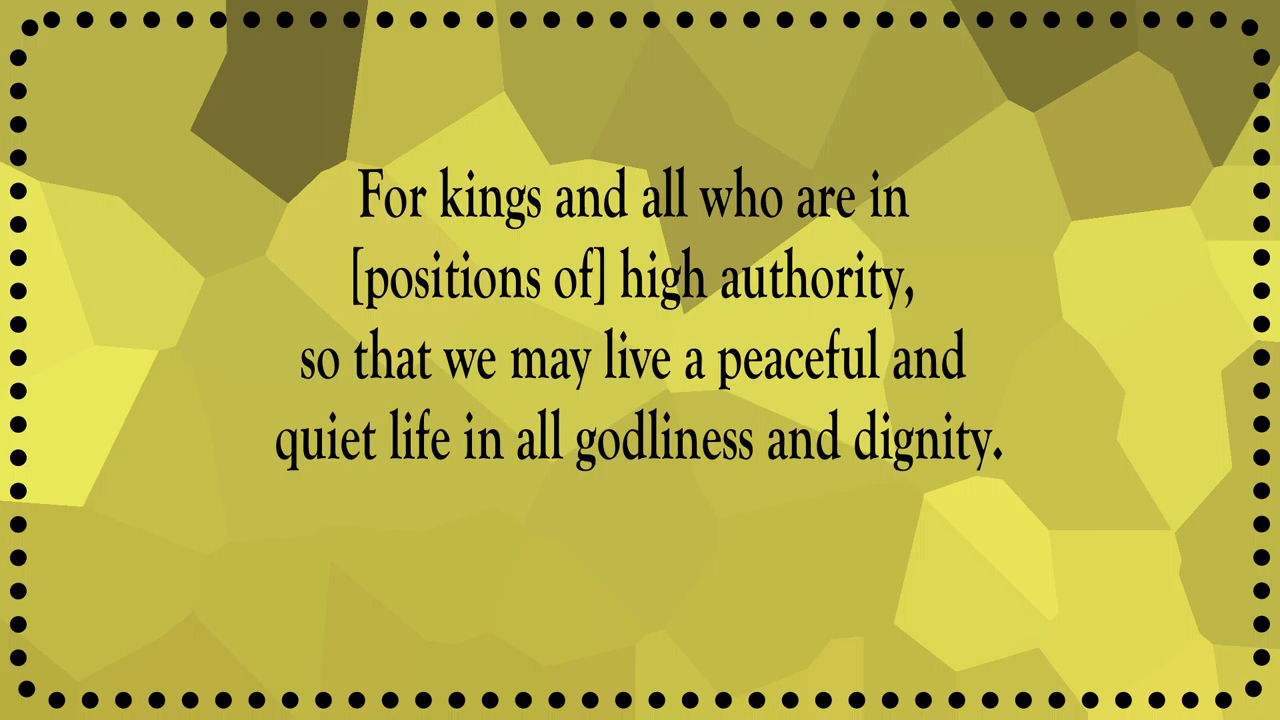 For kings and all who are in
[positions of] high authority,
so that we may live a peaceful and
quiet life in all godliness and dignity.